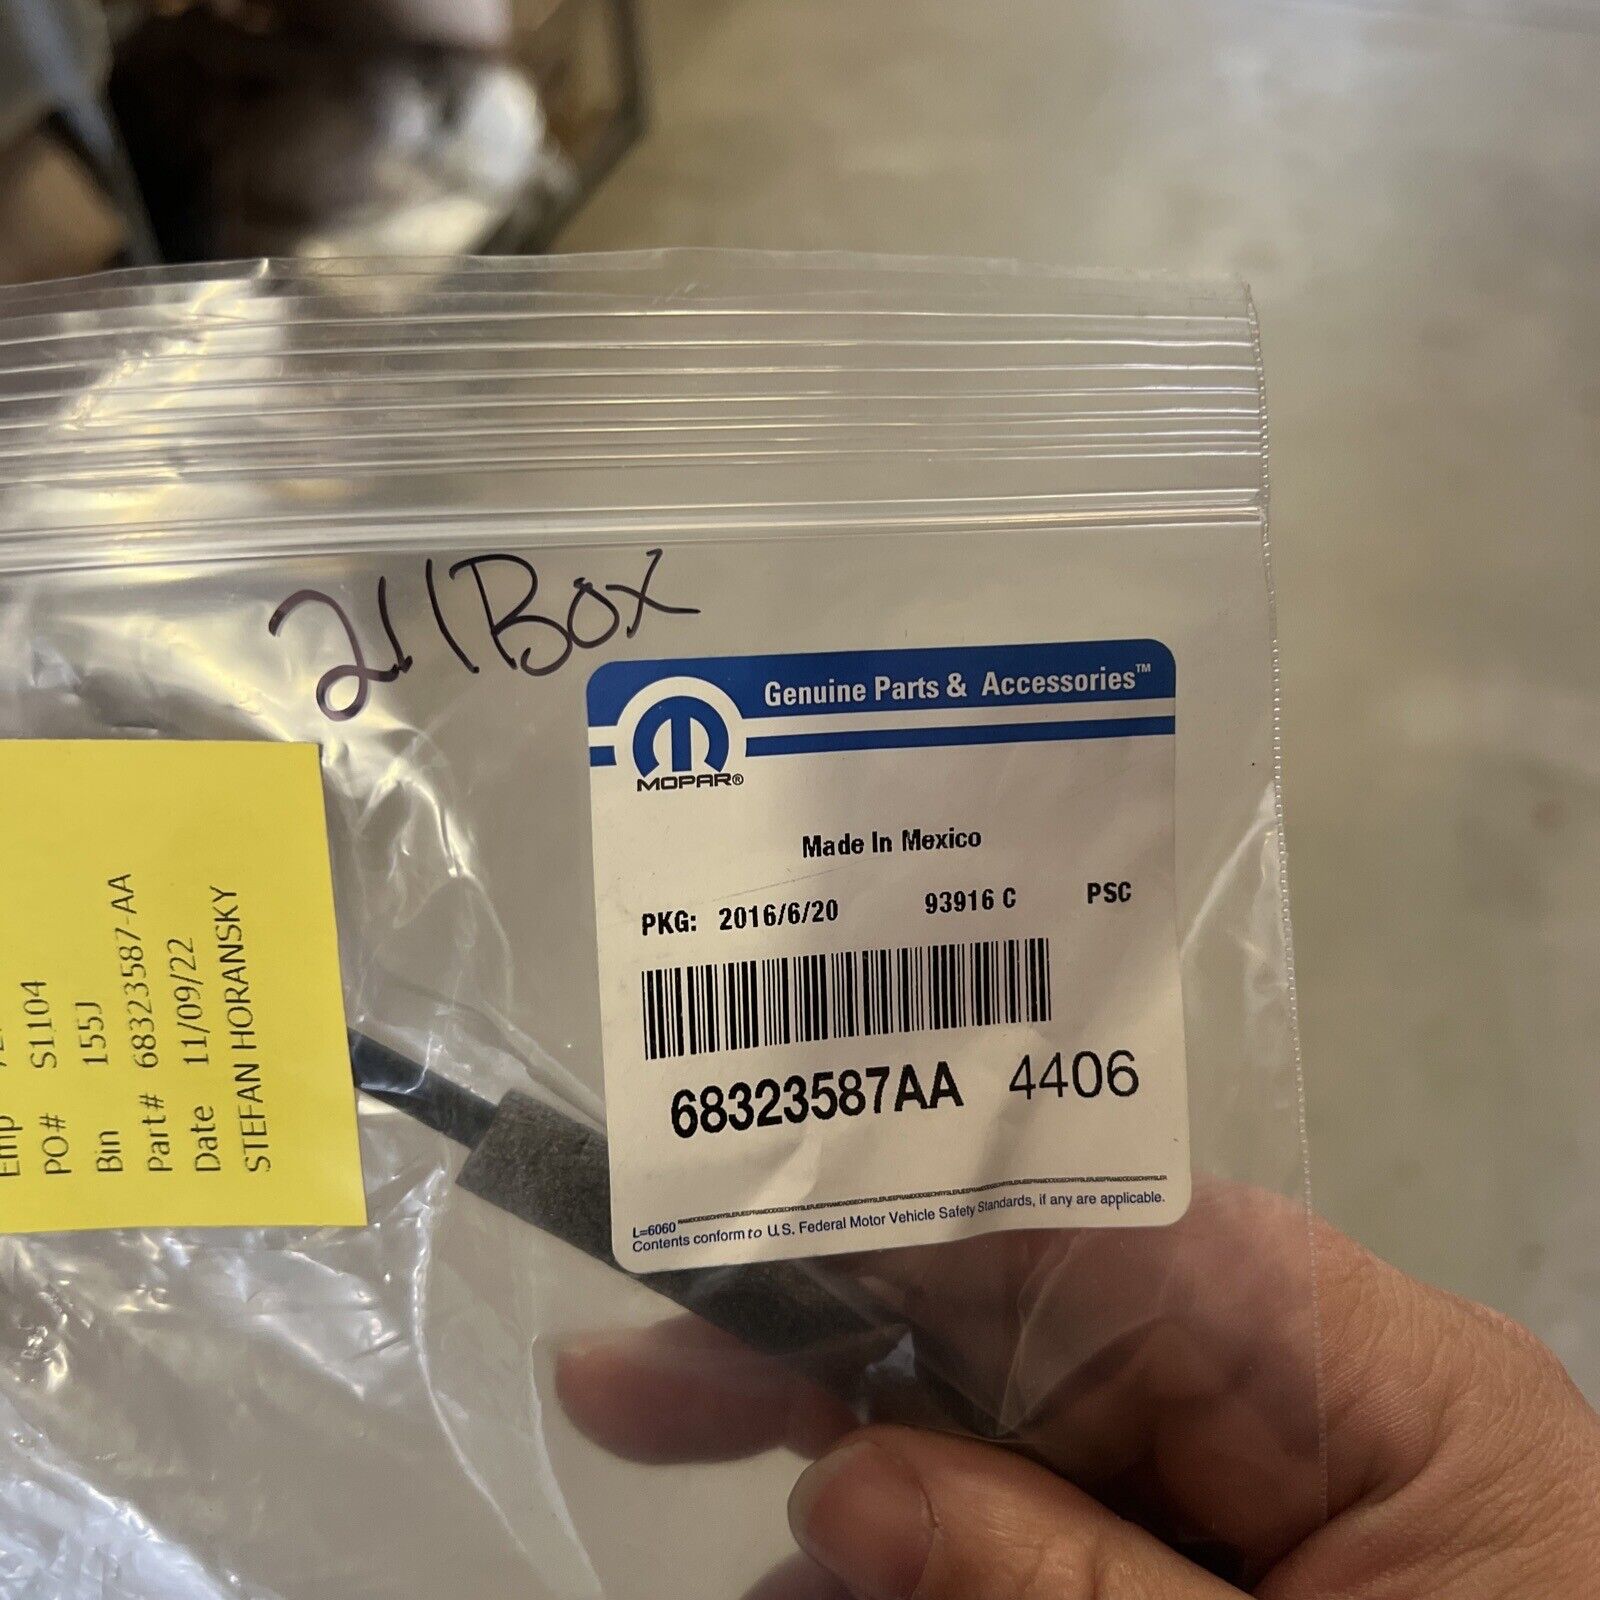 211Box
Genuine Parts & Accessories™
MOPAR®
Made In Mexico
PKG: 2016/6/20 93916 C PSC
68323587AA 4406
L=6060
Contents conform to U.S. Federal Motor Vehicle Safety Standards, if any are applicable.
Emp
PO# S1104
Bin 155J
Part# 68323587-AA
Date 11/09/22
STEFAN HORANSKY